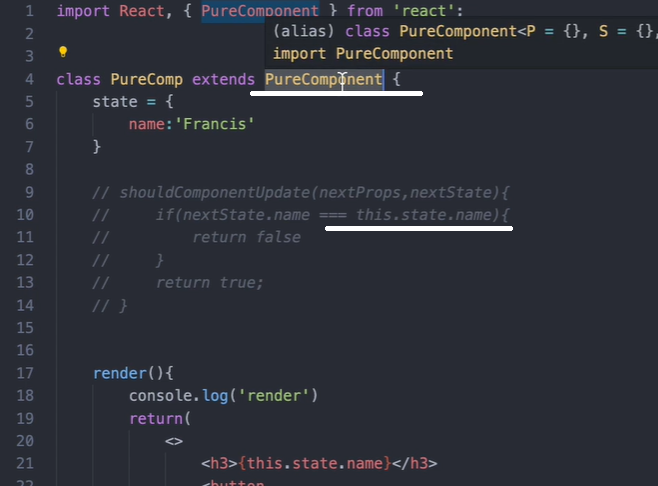 1 import React, { PureComponent } from 'react':
2 (alias) class PureComponent<P = {}, S = {},
3 import PureComponent
4 class PureComp extends PureComponent {
5 state = {
6 name:'Francis'
7 }
8
9 // shouldComponentUpdate(nextProps,nextState){
10 // if(nextState.name === this.state.name){
11 // return false
12 // }
13 // return true;
14 // }
15
16
17 render(){
18 console.log('render')
19 return(
20 <>
21 <h3>{this.state.name}</h3>
22 <button